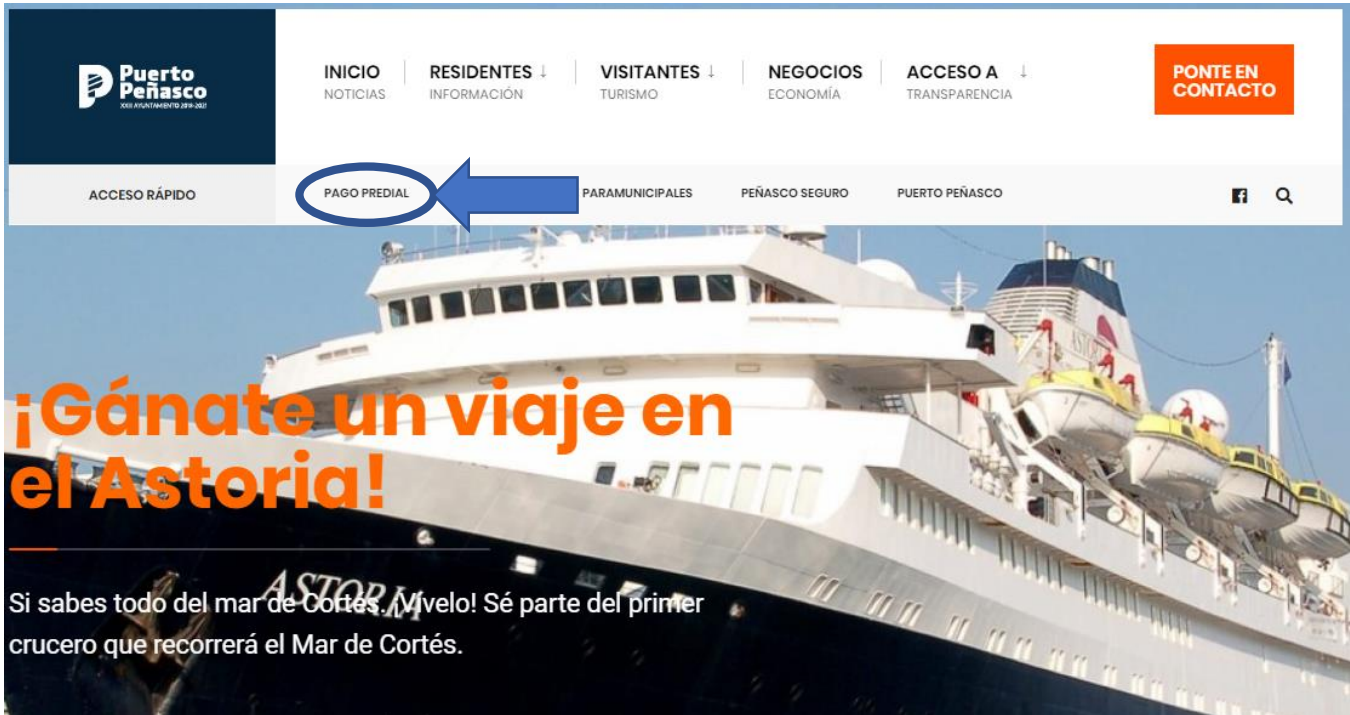 Puerto
Peñasco
XXIII AYUNTAMIENTO 2018-2021
INICIO
NOTICIAS
RESIDENTES ↓
INFORMACIÓN
VISITANTES ↓
TURISMO
NEGOCIOS
ECONOMÍA
ACCESO A ↓
TRANSPARENCIA
PONTE EN
CONTACTO
ACCESO RÁPIDO
PAGO PREDIAL
PARAMUNICIPALES
PEÑASCO SEGURO
PUERTO PEÑASCO
¡Gánate un viaje en
el Astoria!
Si sabes todo del mar de Cortés. ¡Vívelo! Sé parte del primer
crucero que recorrerá el Mar de Cortés.
ASTORIA
ASTORIA